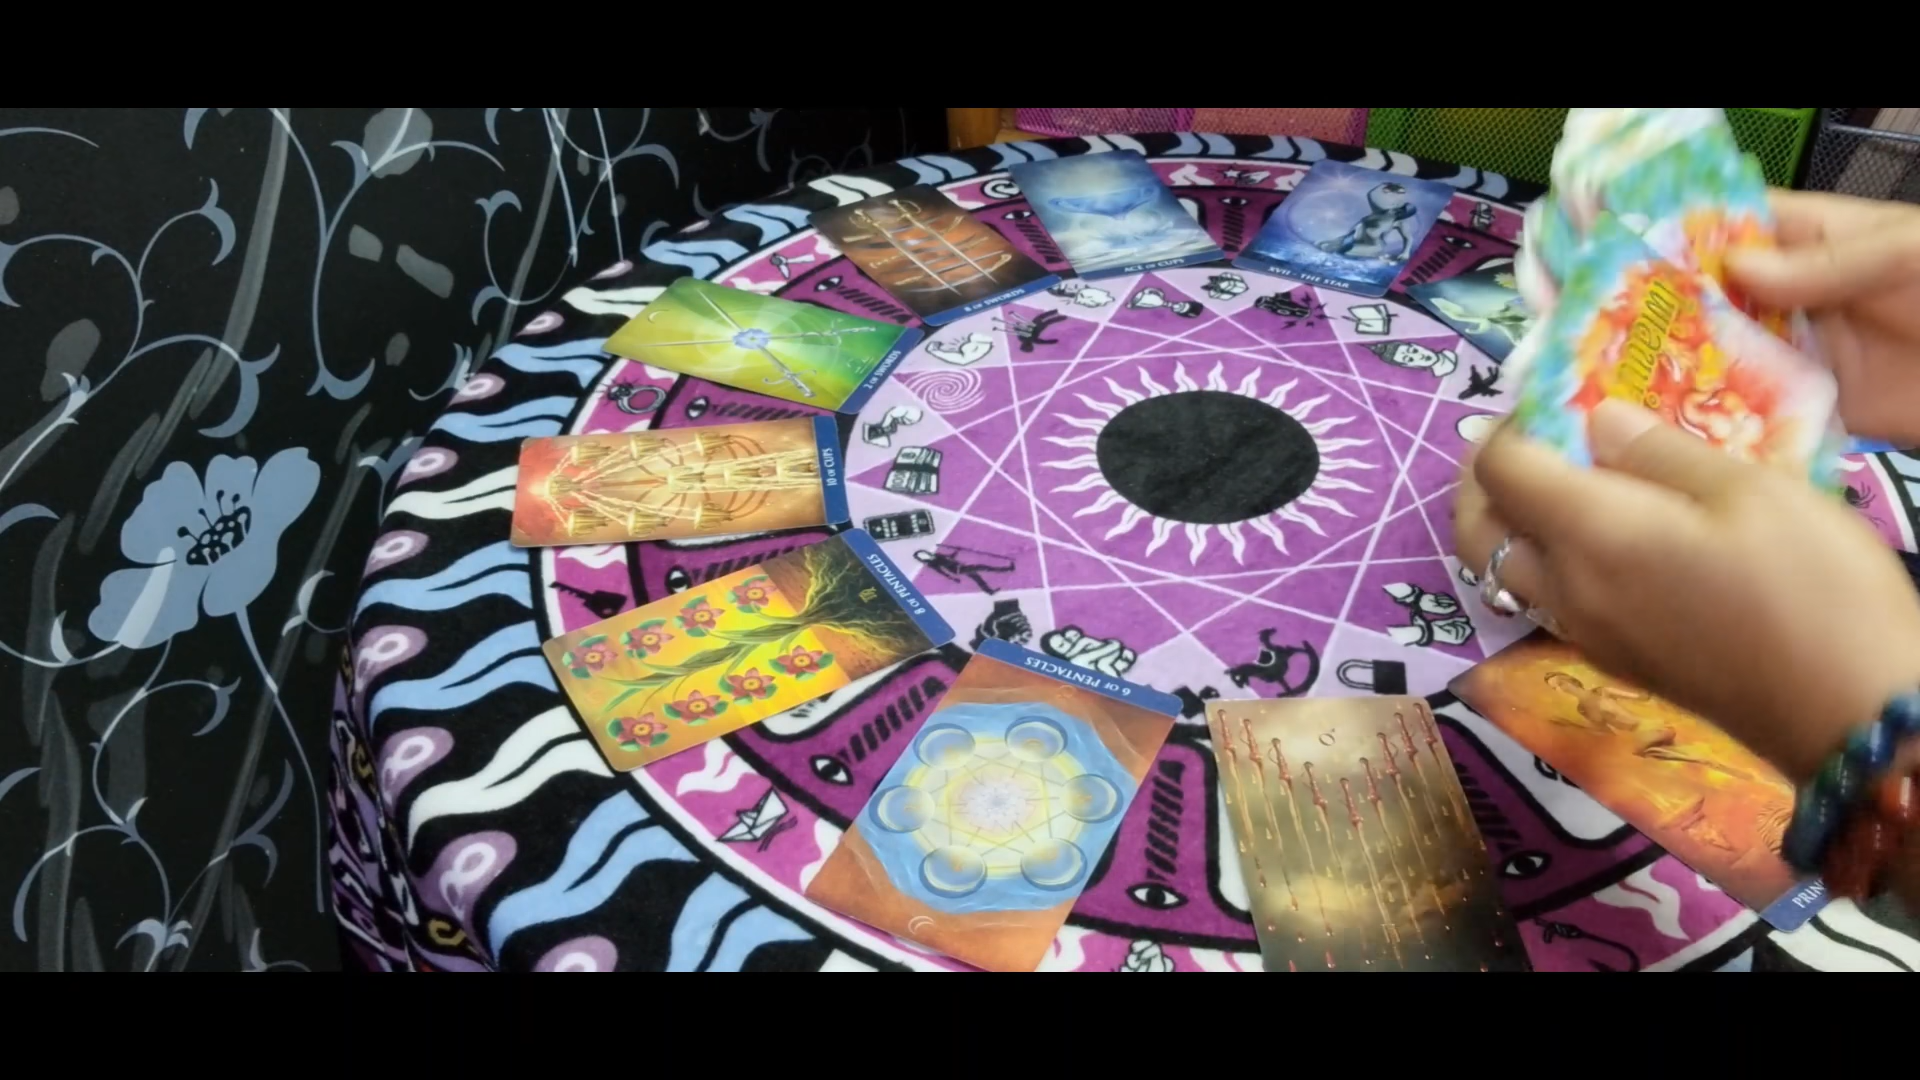 ACE OF CUPS
XVII - THE STAR
8 OF SWORDS
2 OF SWORDS
10 OF CUPS
8 OF PENTACLES
6 OF PENTACLES